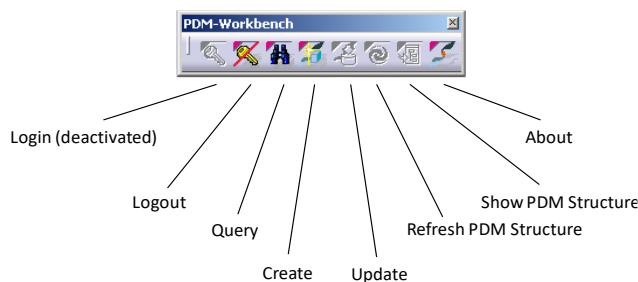 PDM-Workbench
Login (deactivated)
About
Logout
Show PDM Structure
Query
Refresh PDM Structure
Create
Update